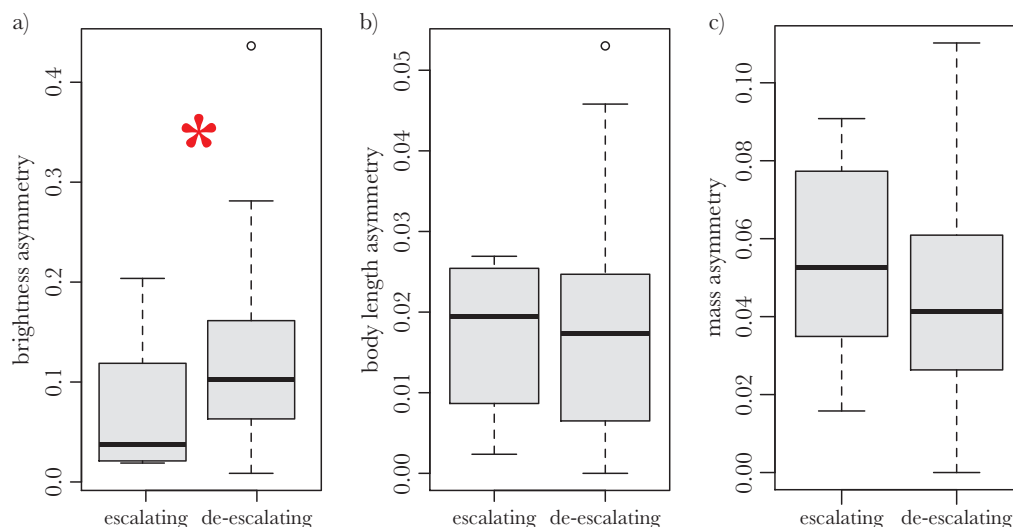 a)
brightness asymmetry
0.4
0.3
0.2
0.1
0.0
*
escalating de-escalating
b)
body length asymmetry
0.05
0.04
0.03
0.02
0.01
0.00
escalating de-escalating
c)
mass asymmetry
0.10
0.08
0.06
0.04
0.02
0.00
escalating de-escalating